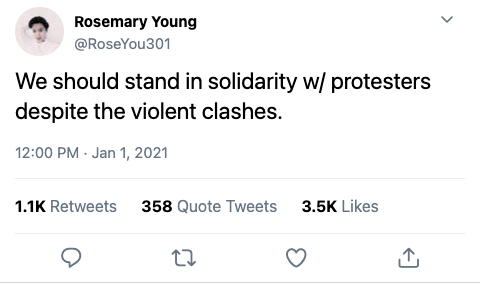 Rosemary Young
@RoseYou301
We should stand in solidarity w/ protesters
despite the violent clashes.
12:00 PM · Jan 1, 2021
1.1K Retweets 358 Quote Tweets 3.5K Likes